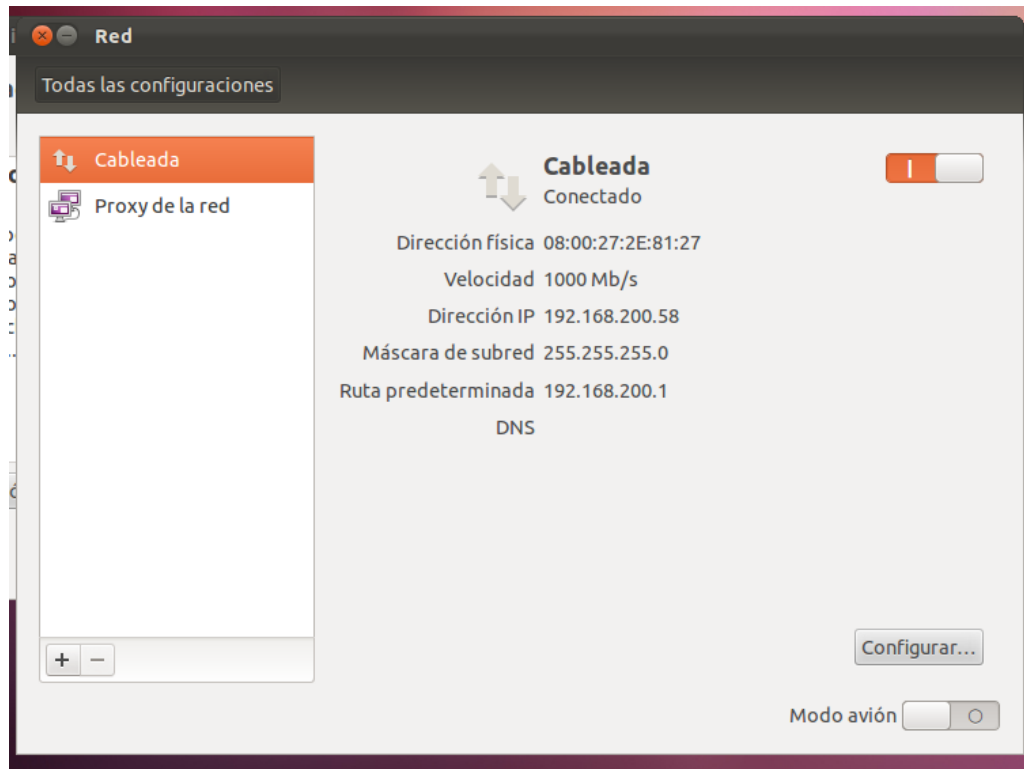 Red
Todas las configuraciones
Cableada
Proxy de la red
Cableada
Conectado
Dirección física 08:00:27:2E:81:27
Velocidad 1000 Mb/s
Dirección IP 192.168.200.58
Máscara de subred 255.255.255.0
Ruta predeterminada 192.168.200.1
DNS
Configurar...
Modo avión